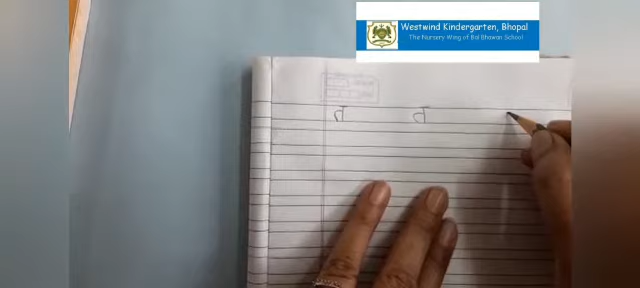 Westwind Kindergarten, Bhopal
The Nursery Wing of Bal Bhawan School
त त